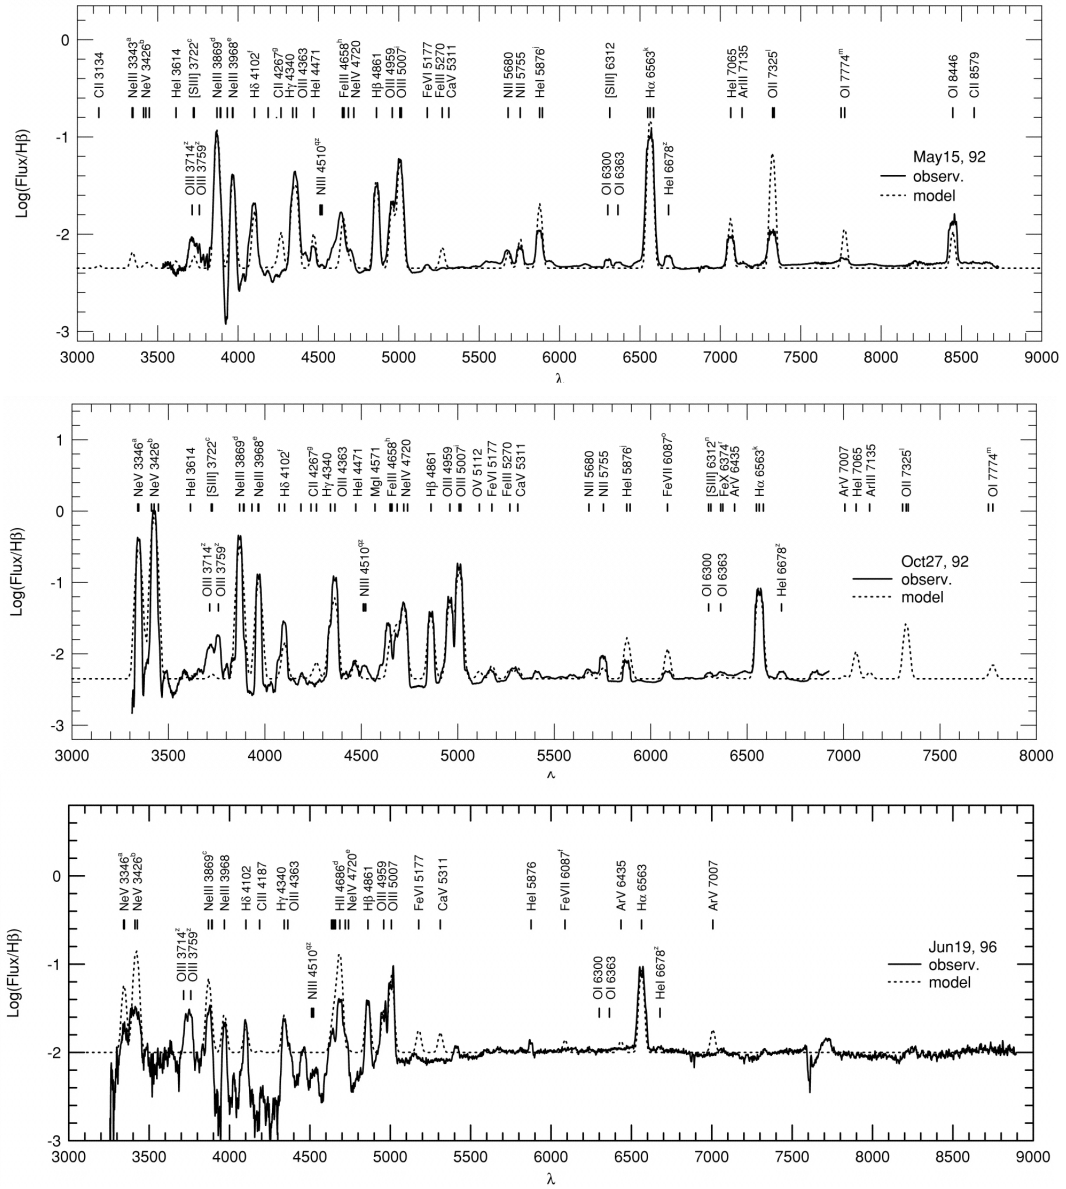 0
-1
-2
-3
Log(Flux/Hβ)
CII 3134
NeIII 3343ᵃ
NeV 3426ᵇ
HeI 3614
[SIII] 3722ᶜ
NeIII 3869ᵈ
NeIII 3968ᵉ
Hδ 4102ᶠ
CII 4267ᵍ
Hγ 4340
OIII 4363
HeI 4471
FeIII 4658ʰ
NeIV 4720
Hβ 4861
OIII 4959
OIII 5007ⁱ
FeVI 5177
FeIII 5270
CaV 5311
NII 5680
NII 5755
HeI 5876ʲ
[SIII] 6312
Hα 6563ᵏ
HeI 7065
ArIII 7135
OII 7325ˡ
OI 7774ᵐ
OI 8446
CII 8579
OIII 3714ᶻ
OIII 3759ᶻ
NIII 4510ᑫᶻ
OI 6300
OI 6363
HeI 6678ᶻ
May15, 92
observ.
model
3000 3500 4000 4500 5000 5500 6000 6500 7000 7500 8000 8500 9000
λ
1
0
-1
-2
-3
Log(Flux/Hβ)
NeV 3346ᵃ
NeV 3426ᵇ
HeI 3614
[SIII] 3722ᶜ
NeIII 3869ᵈ
NeIII 3968ᵉ
Hδ 4102ᶠ
CII 4267ᵍ
Hγ 4340
OIII 4363
HeI 4471
MgI 4571
FeIII 4658ʰ
NeIV 4720
Hβ 4861
OIII 4959
OIII 5007ⁱ
OV 5112
FeVI 5177
FeIII 5270
CaV 5311
NII 5680
NII 5755
HeI 5876ʲ
FeVII 6087ᵒ
[SIII] 6312ⁿ
FeX 6374ʳ
ArV 6435
Hα 6563ᵏ
ArV 7007
HeI 7065
ArIII 7135
OII 7325ˡ
OI 7774ᵐ
OIII 3714ᶻ
OIII 3759ᶻ
NIII 4510ᑫᶻ
OI 6300
OI 6363
HeI 6678ᶻ
Oct27, 92
observ.
model
3000 3500 4000 4500 5000 5500 6000 6500 7000 7500 8000
0
-1
-2
-3
Log(Flux/Hβ)
NeV 3346ᵃ
NeV 3426ᵇ
NeIII 3869ᶜ
NeIII 3968
Hδ 4102
CIII 4187
Hγ 4340
OIII 4363
HII 4686ᵈ
NeIV 4720ᵉ
Hβ 4861
OIII 4959
OIII 5007
FeVI 5177
CaV 5311
HeI 5876
FeVII 6087ᶠ
ArV 6435
Hα 6563
ArV 7007
OIII 3714ᶻ
OIII 3759ᶻ
NIII 4510ᑫᶻ
OI 6300
OI 6363
HeI 6678ᶻ
Jun19, 96
observ.
model
3000 3500 4000 4500 5000 5500 6000 6500 7000 7500 8000 8500 9000
λ